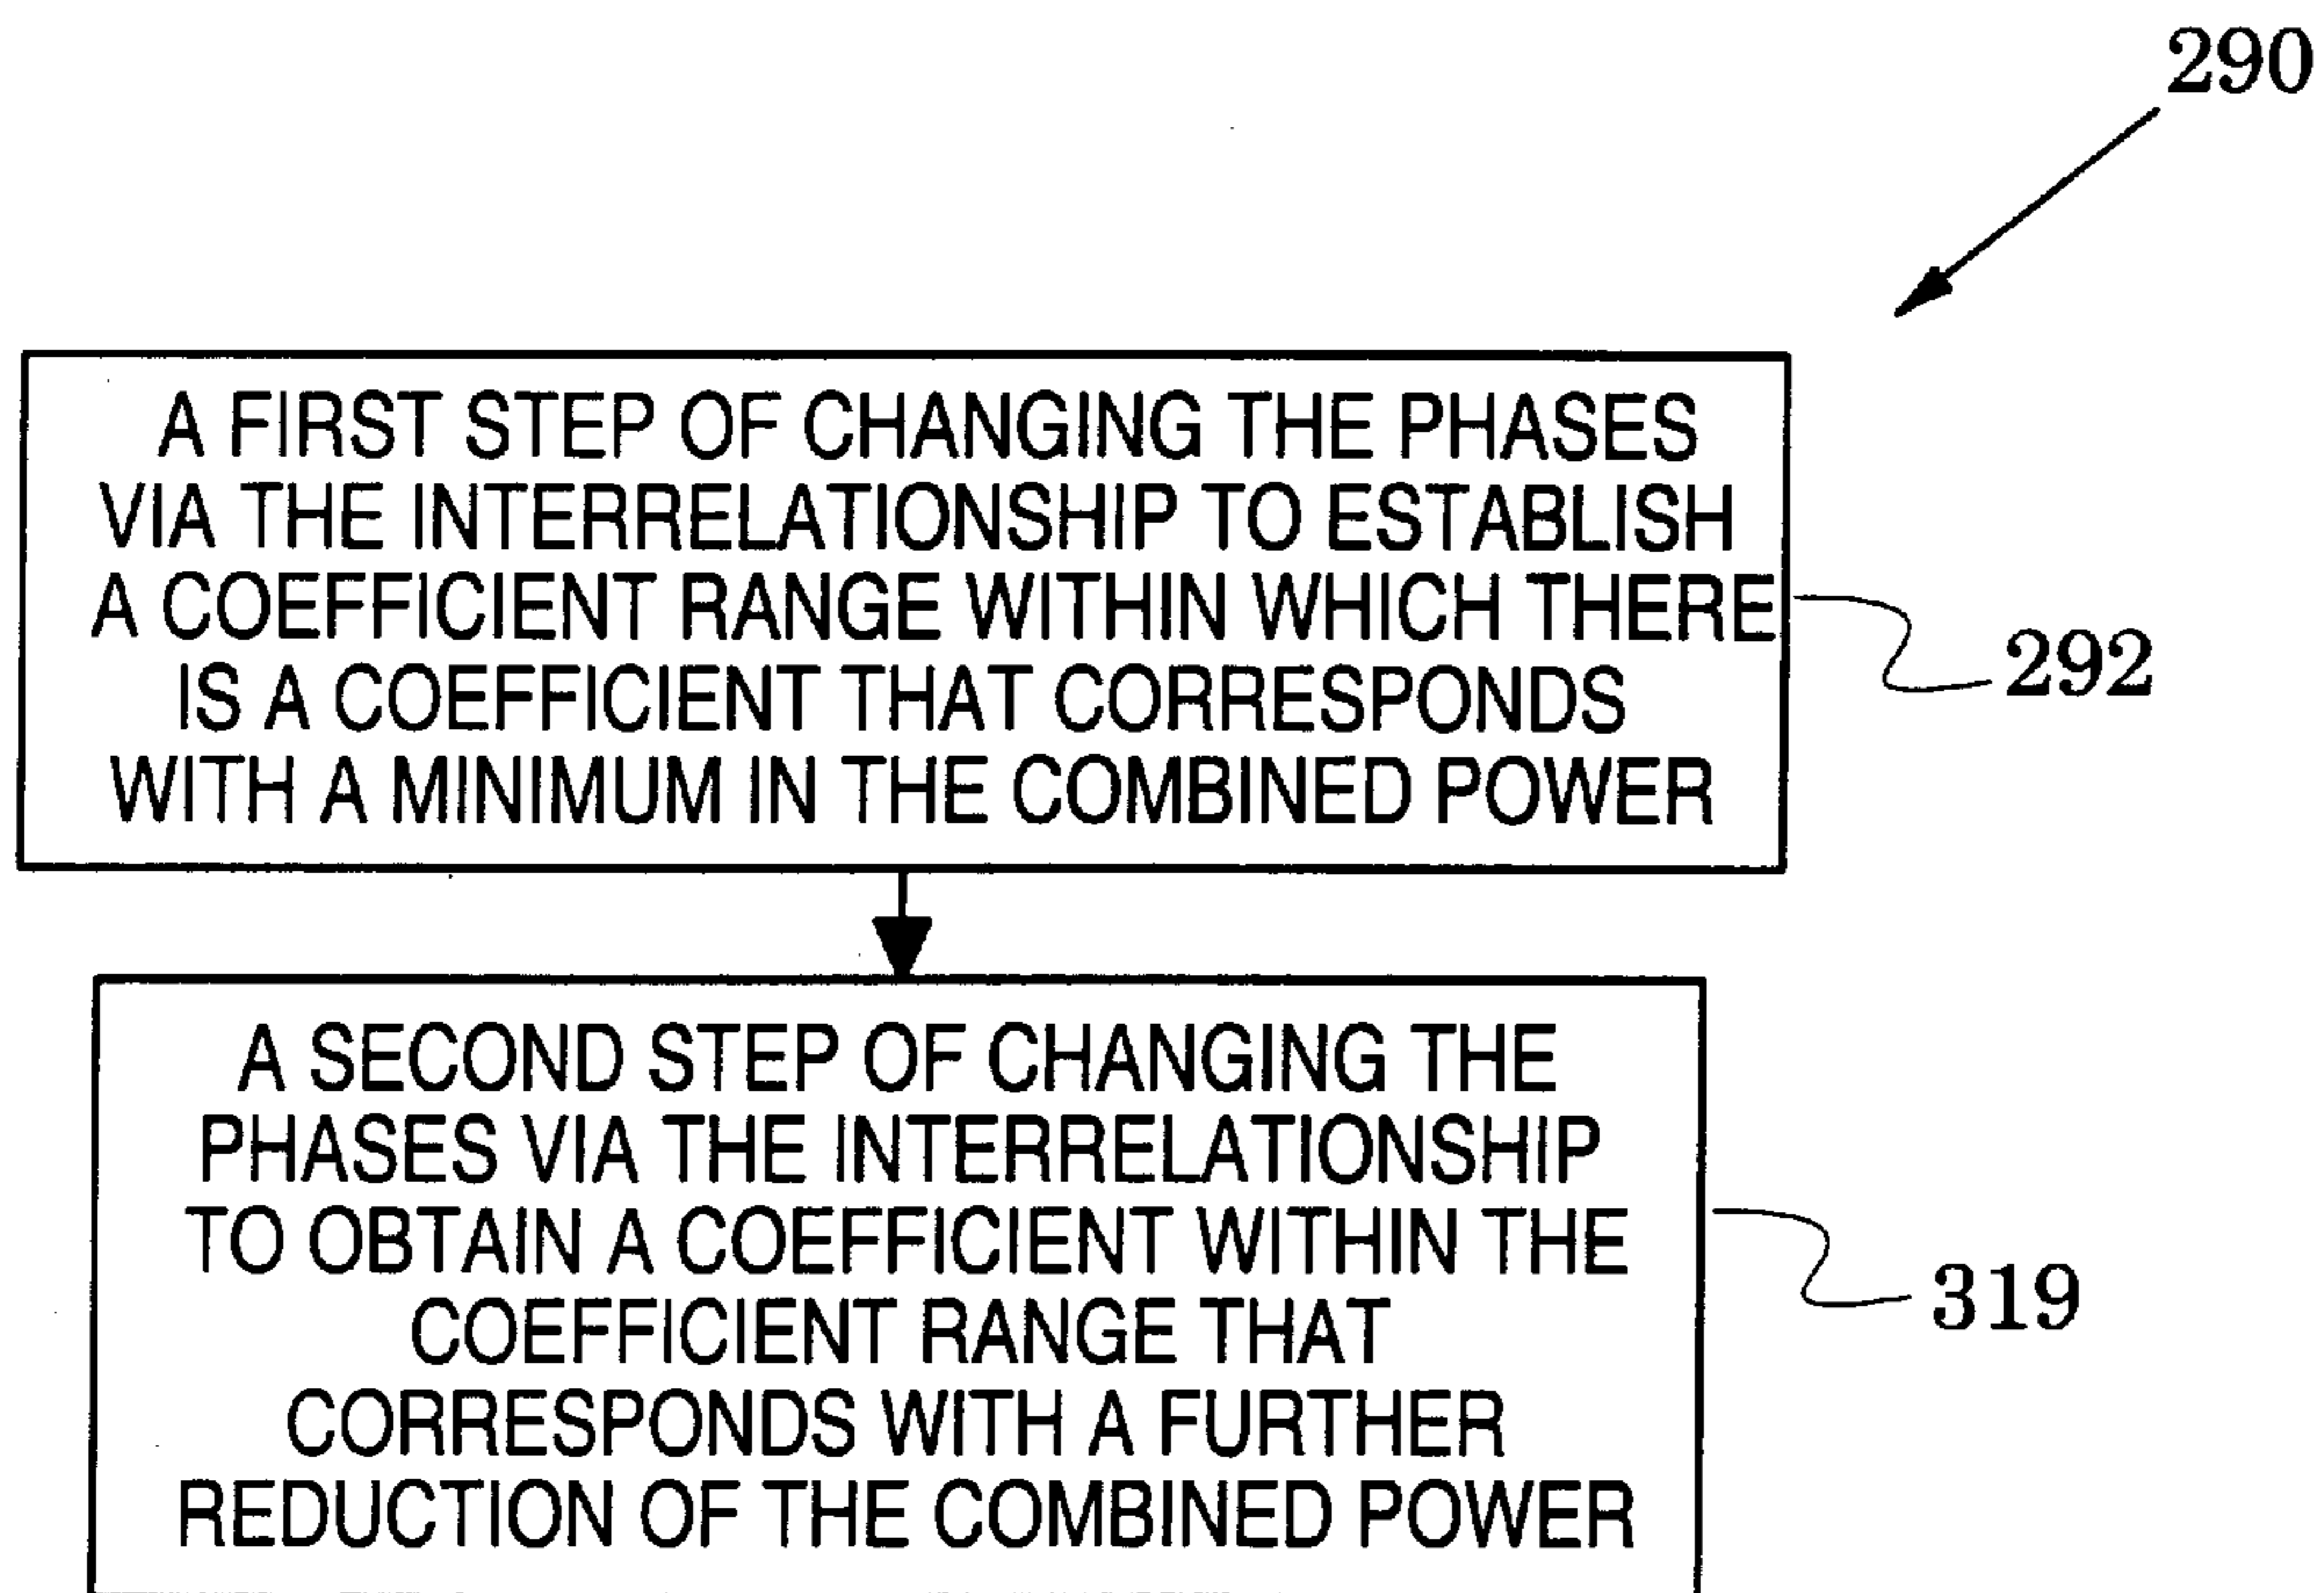 290
A FIRST STEP OF CHANGING THE PHASES
VIA THE INTERRELATIONSHIP TO ESTABLISH
A COEFFICIENT RANGE WITHIN WHICH THERE
IS A COEFFICIENT THAT CORRESPONDS
WITH A MINIMUM IN THE COMBINED POWER
292
A SECOND STEP OF CHANGING THE
PHASES VIA THE INTERRELATIONSHIP
TO OBTAIN A COEFFICIENT WITHIN THE
COEFFICIENT RANGE THAT
CORRESPONDS WITH A FURTHER
REDUCTION OF THE COMBINED POWER
319